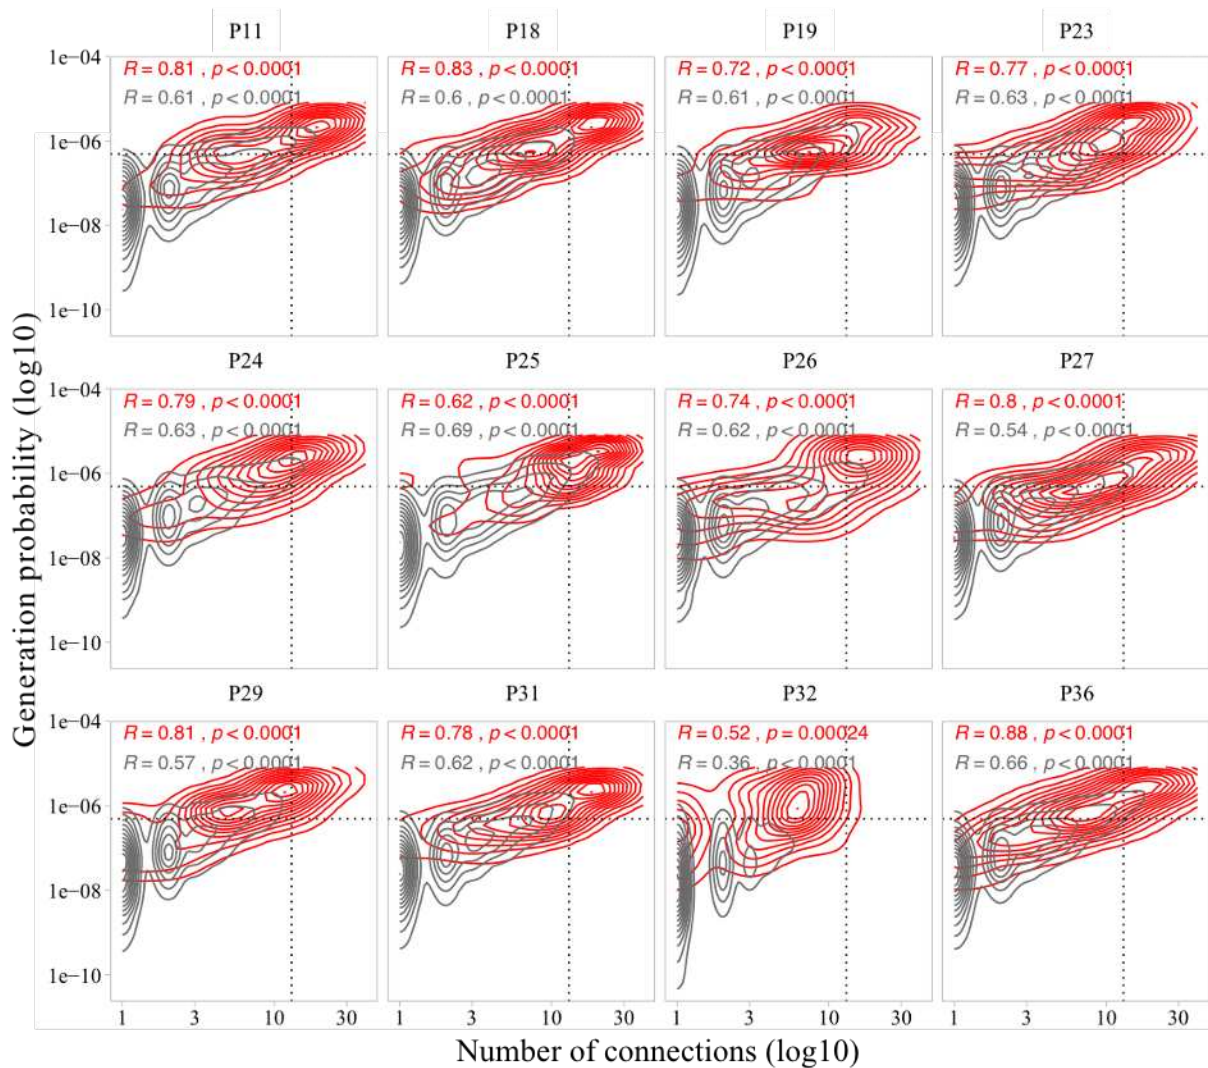 P11 P18 P19 P23
1e−04
R = 0.81 , p < 0.0001 R = 0.83 , p < 0.0001 R = 0.72 , p < 0.0001 R = 0.77 , p < 0.0001
R = 0.61 , p < 0.0001 R = 0.6 , p < 0.0001 R = 0.61 , p < 0.0001 R = 0.63 , p < 0.0001
1e−06
1e−08
1e−10
P24 P25 P26 P27
1e−04
R = 0.79 , p < 0.0001 R = 0.62 , p < 0.0001 R = 0.74 , p < 0.0001 R = 0.8 , p < 0.0001
R = 0.63 , p < 0.0001 R = 0.69 , p < 0.0001 R = 0.62 , p < 0.0001 R = 0.54 , p < 0.0001
1e−06
1e−08
1e−10
P29 P31 P32 P36
1e−04
R = 0.81 , p < 0.0001 R = 0.78 , p < 0.0001 R = 0.52 , p = 0.00024 R = 0.88 , p < 0.0001
R = 0.57 , p < 0.0001 R = 0.62 , p < 0.0001 R = 0.36 , p < 0.0001 R = 0.66 , p < 0.0001
1e−06
1e−08
1e−10
1 3 10 30 1 3 10 30 1 3 10 30 1 3 10 30
Number of connections (log10)
Generation probability (log10)